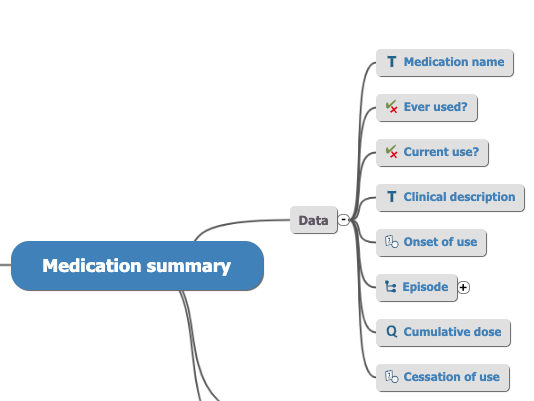 T Medication name
Ever used?
Current use?
T Clinical description
Data -
Onset of use
Medication summary
Episode +
Q Cumulative dose
Cessation of use